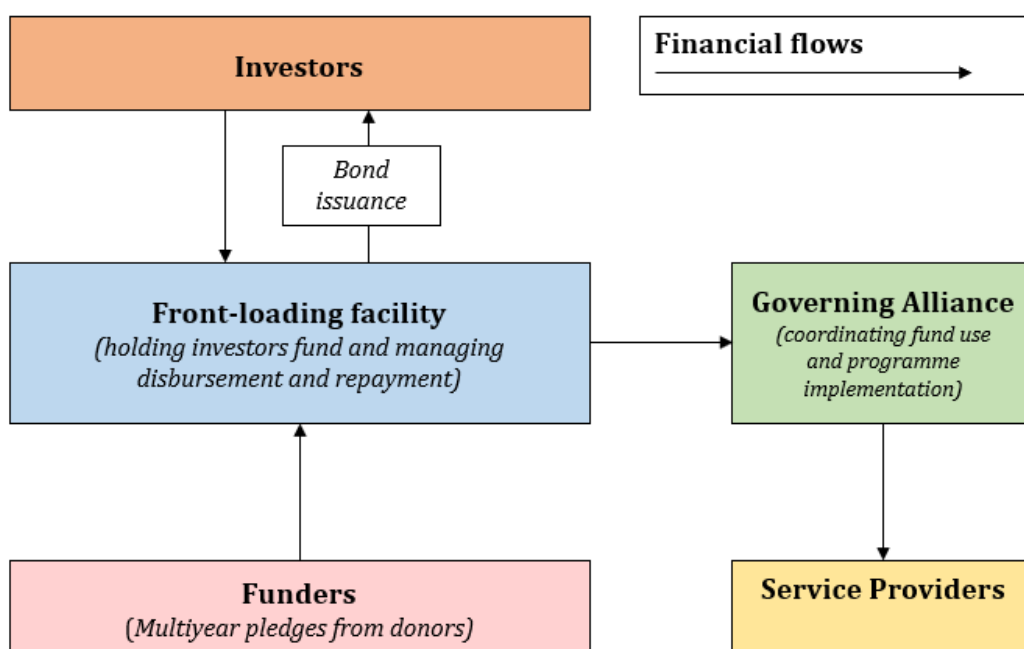 Investors
Financial flows
Bond
issuance
Front-loading facility
(holding investors fund and managing
disbursement and repayment)
Governing Alliance
(coordinating fund use
and programme
implementation)
Funders
(Multiyear pledges from donors)
Service Providers